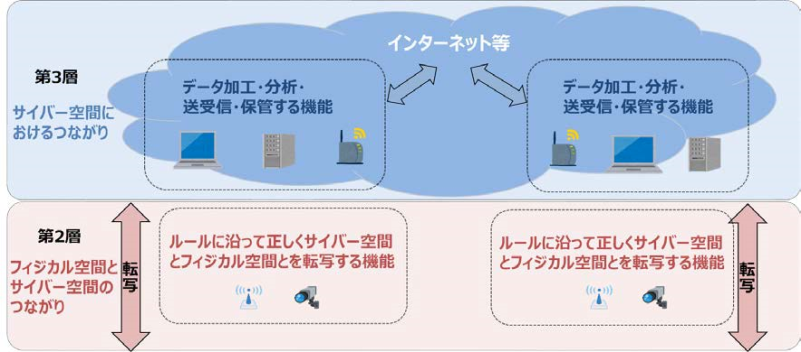 インターネット等
第3層
サイバー空間に
おけるつながり
データ加工・分析・
送受信・保管する機能
データ加工・分析・
送受信・保管する機能
第2層
フィジカル空間と
サイバー空間の
つながり
転写
ルールに沿って正しくサイバー空間
とフィジカル空間とを転写する機能
ルールに沿って正しくサイバー空間
とフィジカル空間とを転写する機能
転写